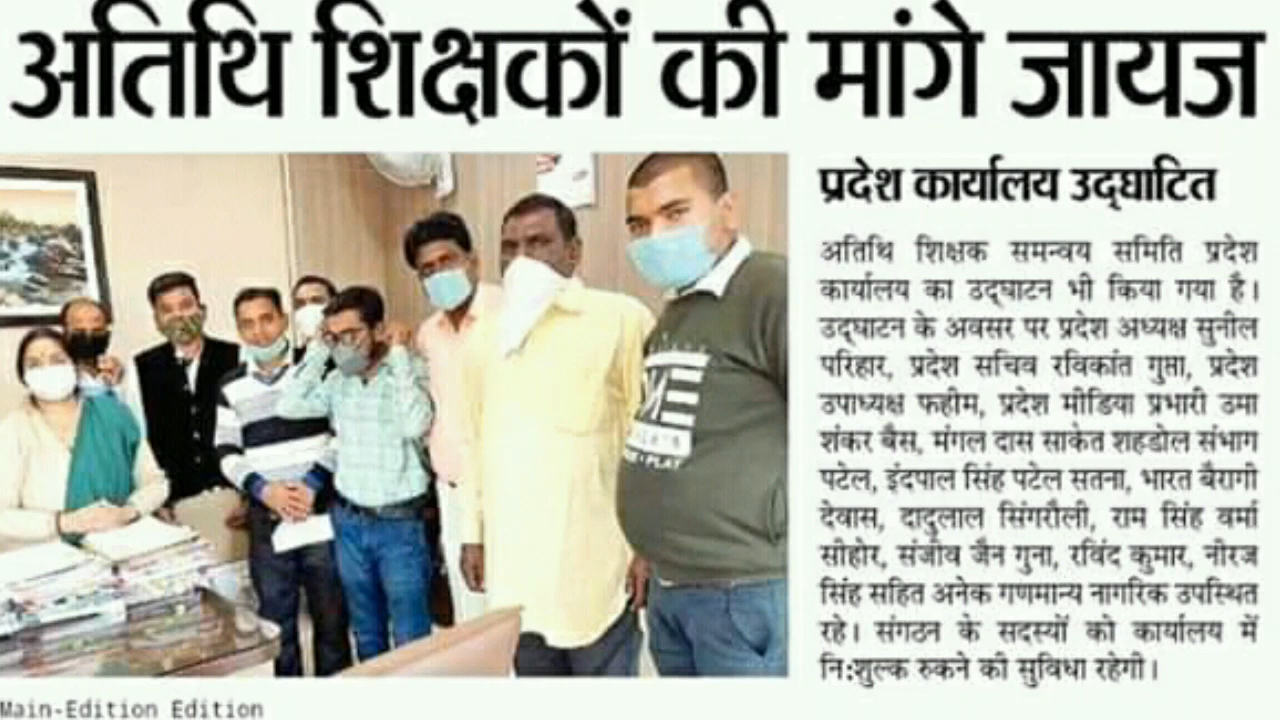 अतिथि शिक्षकों की मांगे जायज
प्रदेश कार्यालय उद्घाटित
अतिथि शिक्षक समन्वय समिति प्रदेश
कार्यालय का उद्घाटन भी किया गया है।
उद्घाटन के अवसर पर प्रदेश अध्यक्ष सुनील
परिहार, प्रदेश सचिव रविकांत गुप्ता, प्रदेश
उपाध्यक्ष फहीम, प्रदेश मीडिया प्रभारी उमा
शंकर बैस, मंगल दास साकेत शहडोल संभाग
पटेल, इंदपाल सिंह पटेल सतना, भारत बैरागी
देवास, दादुलाल सिंगरौली, राम सिंह वर्मा
सीहोर, संजीव जैन गुना, रविंद कुमार, नीरज
सिंह सहित अनेक गणमान्य नागरिक उपस्थित
रहे। संगठन के सदस्यों को कार्यालय में
नि:शुल्क रुकने की सुविधा रहेगी।
Main-Edition Edition